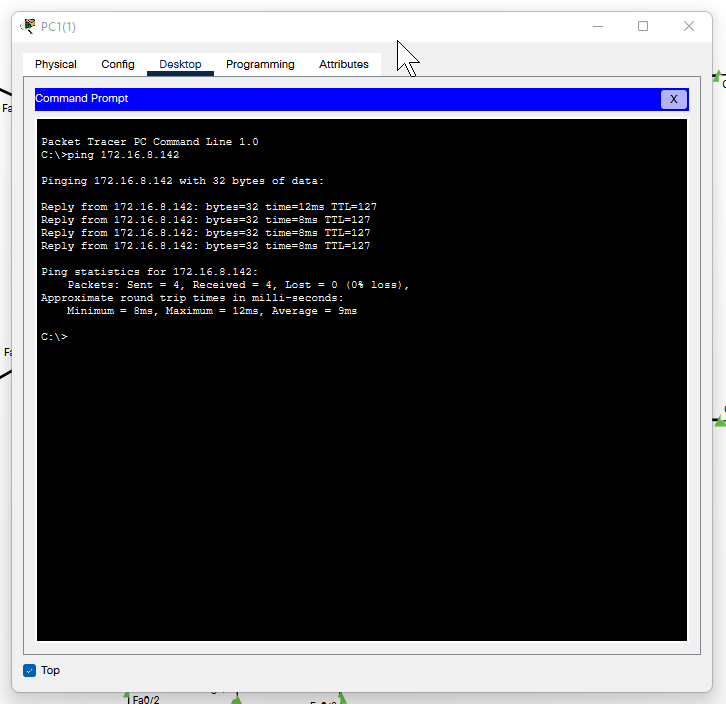 PC1(1)
Physical Config Desktop Programming Attributes
Command Prompt X
Packet Tracer PC Command Line 1.0
C:\>ping 172.16.8.142
Pinging 172.16.8.142 with 32 bytes of data:
Reply from 172.16.8.142: bytes=32 time=12ms TTL=127
Reply from 172.16.8.142: bytes=32 time=8ms TTL=127
Reply from 172.16.8.142: bytes=32 time=8ms TTL=127
Reply from 172.16.8.142: bytes=32 time=8ms TTL=127
Ping statistics for 172.16.8.142:
Packets: Sent = 4, Received = 4, Lost = 0 (0% loss),
Approximate round trip times in milli-seconds:
Minimum = 8ms, Maximum = 12ms, Average = 9ms
C:\>
Fa
Fa
Top
Fa0/2